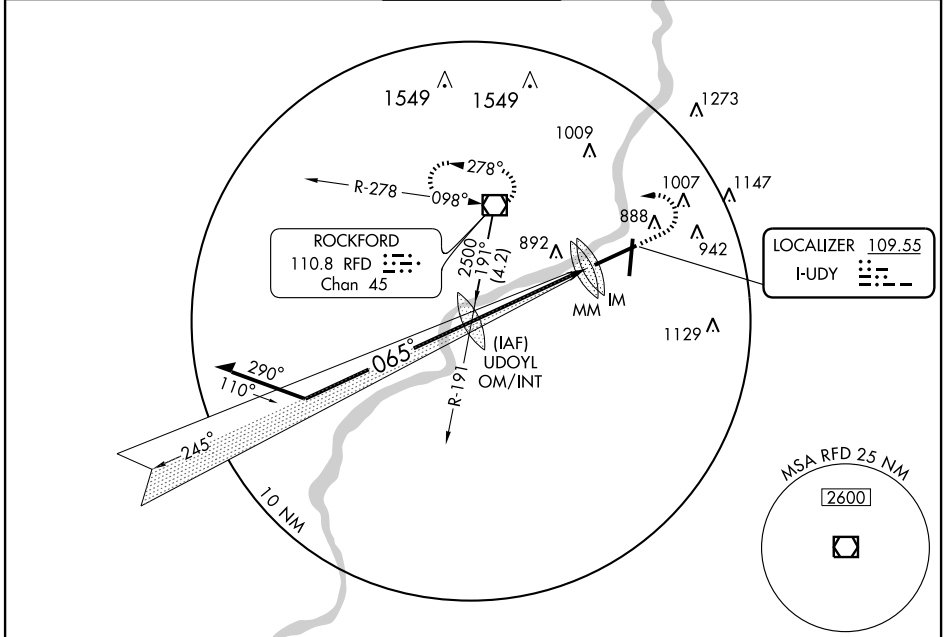 1549
1549
1273
1009
278°
R-278
098°
1007
1147
888
942
ROCKFORD
110.8 RFD
Chan 45
2500
191°
(4.2)
892
LOCALIZER 109.55
I-UDY
MM
IM
1129
(IAF)
UDOYL
OM/INT
065°
290°
110°
R-191
245°
10 NM
MSA RFD 25 NM
2600